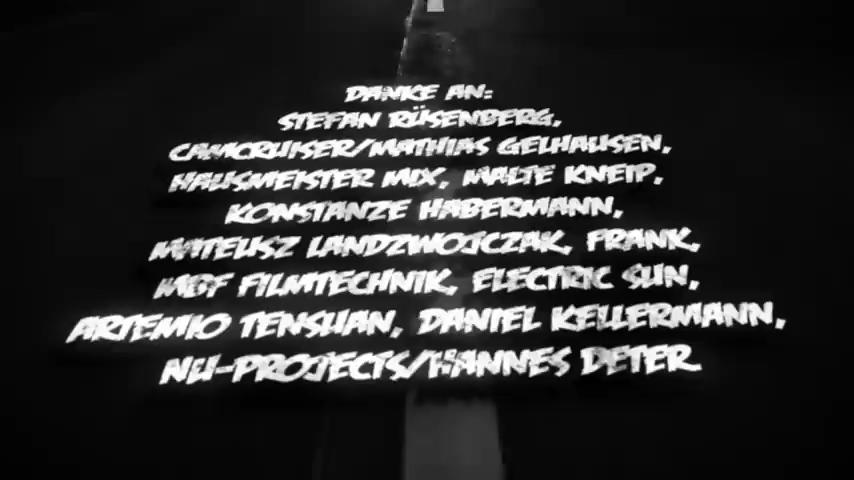 DANKE AN:
STEFAN RÜSENBERG,
CAMCRUISER/MATHIAS GELHAUSEN,
HAUSMEISTER MIX, MALTE KNEIP,
KONSTANZE HABERMANN,
MATEUSZ LANDZWOJCZAK, FRANK,
MBF FILMTECHNIK, ELECTRIC SUN,
ARTEMIO TENSUAN, DANIEL KELLERMANN,
NU-PROJECTS/HANNES DETER